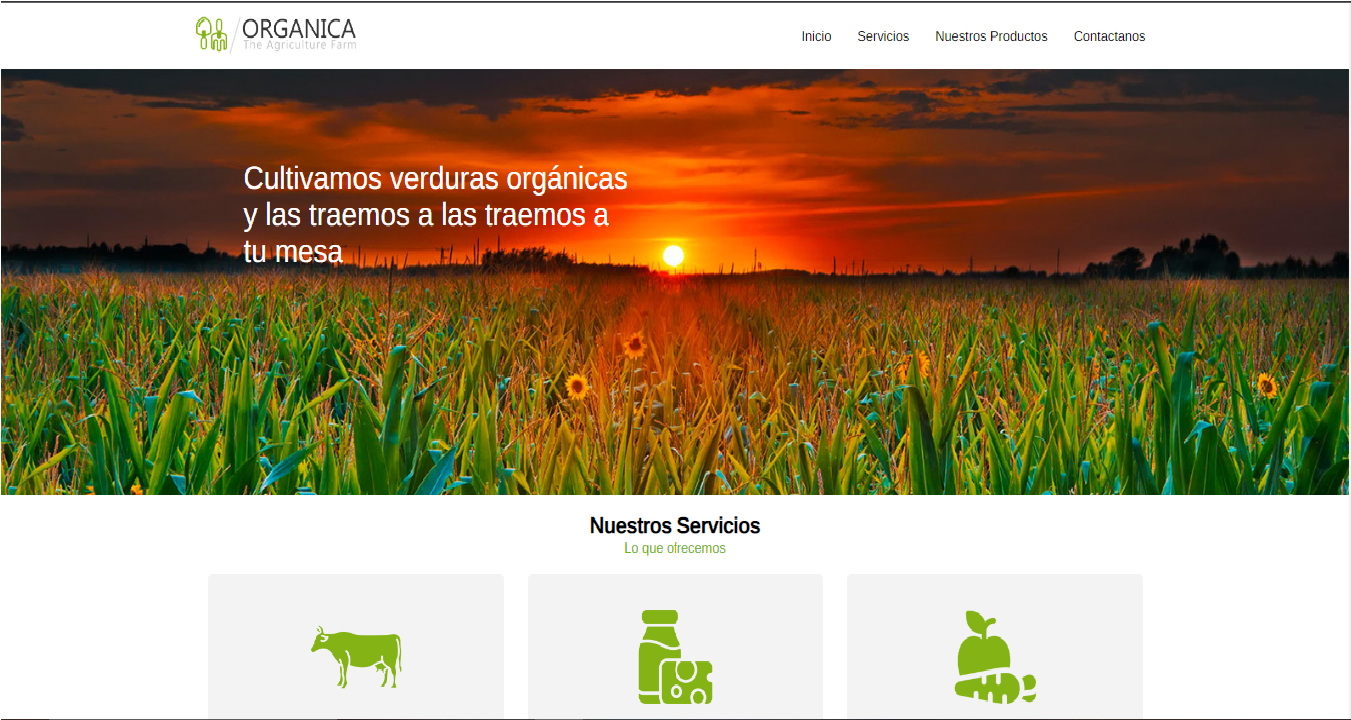 ORGANICA
The Agriculture Farm
Inicio Servicios Nuestros Productos Contactanos
Cultivamos verduras orgánicas
y las traemos a las traemos a
tu mesa
Nuestros Servicios
Lo que ofrecemos